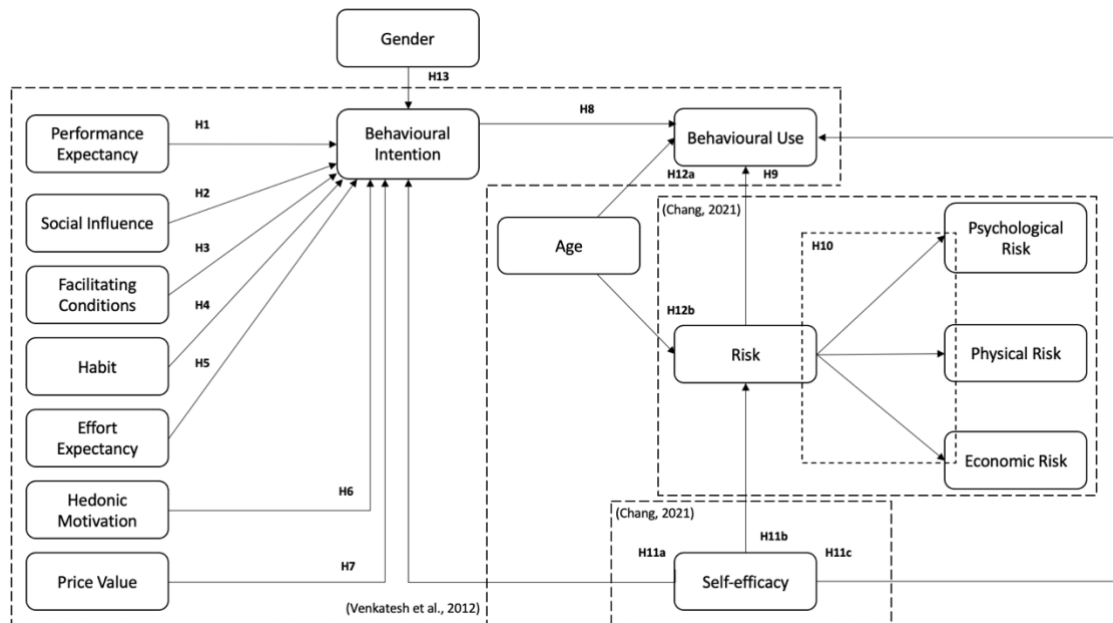 Gender
H13
Performance
Expectancy
H1
Behavioural
Intention
H8
Behavioural Use
H12a
H9
Social Influence
H2
(Chang, 2021)
Psychological
Risk
H10
Age
Facilitating
Conditions
H3
H12b
Habit
H4
Risk
Physical Risk
H5
Effort
Expectancy
Economic Risk
Hedonic
Motivation
H6
(Chang, 2021)
H11a
H11b
H11c
Price Value
H7
Self-efficacy
(Venkatesh et al., 2012)